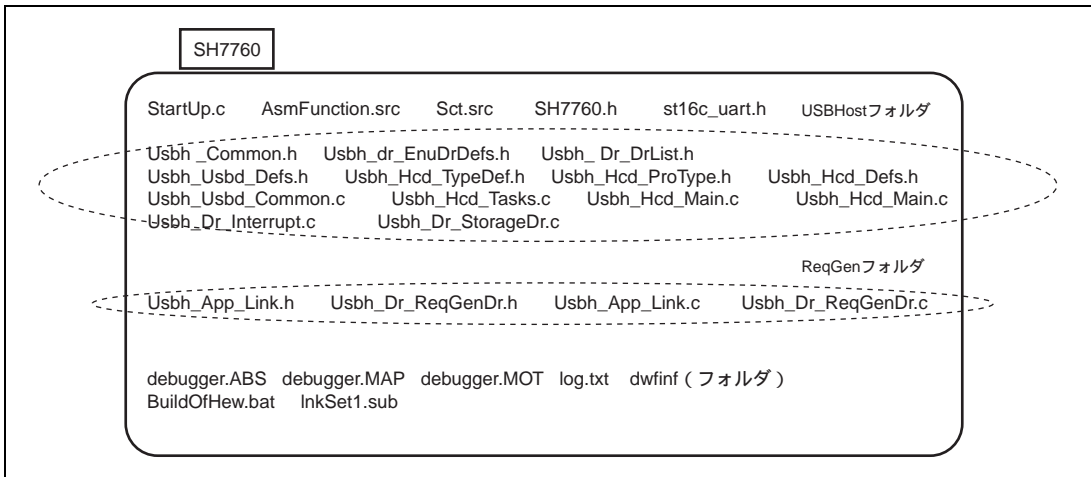 SH7760
StartUp.c AsmFunction.src Sct.src SH7760.h st16c_uart.h USBHostフォルダ
Usbh _Common.h Usbh_dr_EnuDrDefs.h Usbh_ Dr_DrList.h
Usbh_Usbd_Defs.h Usbh_Hcd_TypeDef.h Usbh_Hcd_ProType.h Usbh_Hcd_Defs.h
Usbh_Usbd_Common.c Usbh_Hcd_Tasks.c Usbh_Hcd_Main.c Usbh_Hcd_Main.c
Usbh_Dr_Interrupt.c Usbh_Dr_StorageDr.c
ReqGenフォルダ
Usbh_App_Link.h Usbh_Dr_ReqGenDr.h Usbh_App_Link.c Usbh_Dr_ReqGenDr.c
debugger.ABS debugger.MAP debugger.MOT log.txt dwfinf（フォルダ）
BuildOfHew.bat lnkSet1.sub